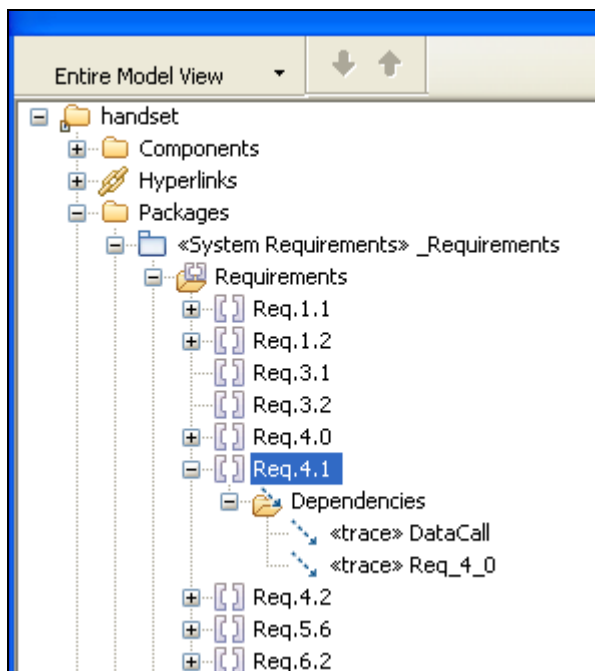 Entire Model View
handset
Components
Hyperlinks
Packages
«System Requirements» _Requirements
Requirements
Req.1.1
Req.1.2
Req.3.1
Req.3.2
Req.4.0
Req.4.1
Dependencies
«trace» DataCall
«trace» Req_4_0
Req.4.2
Req.5.6
Req.6.2